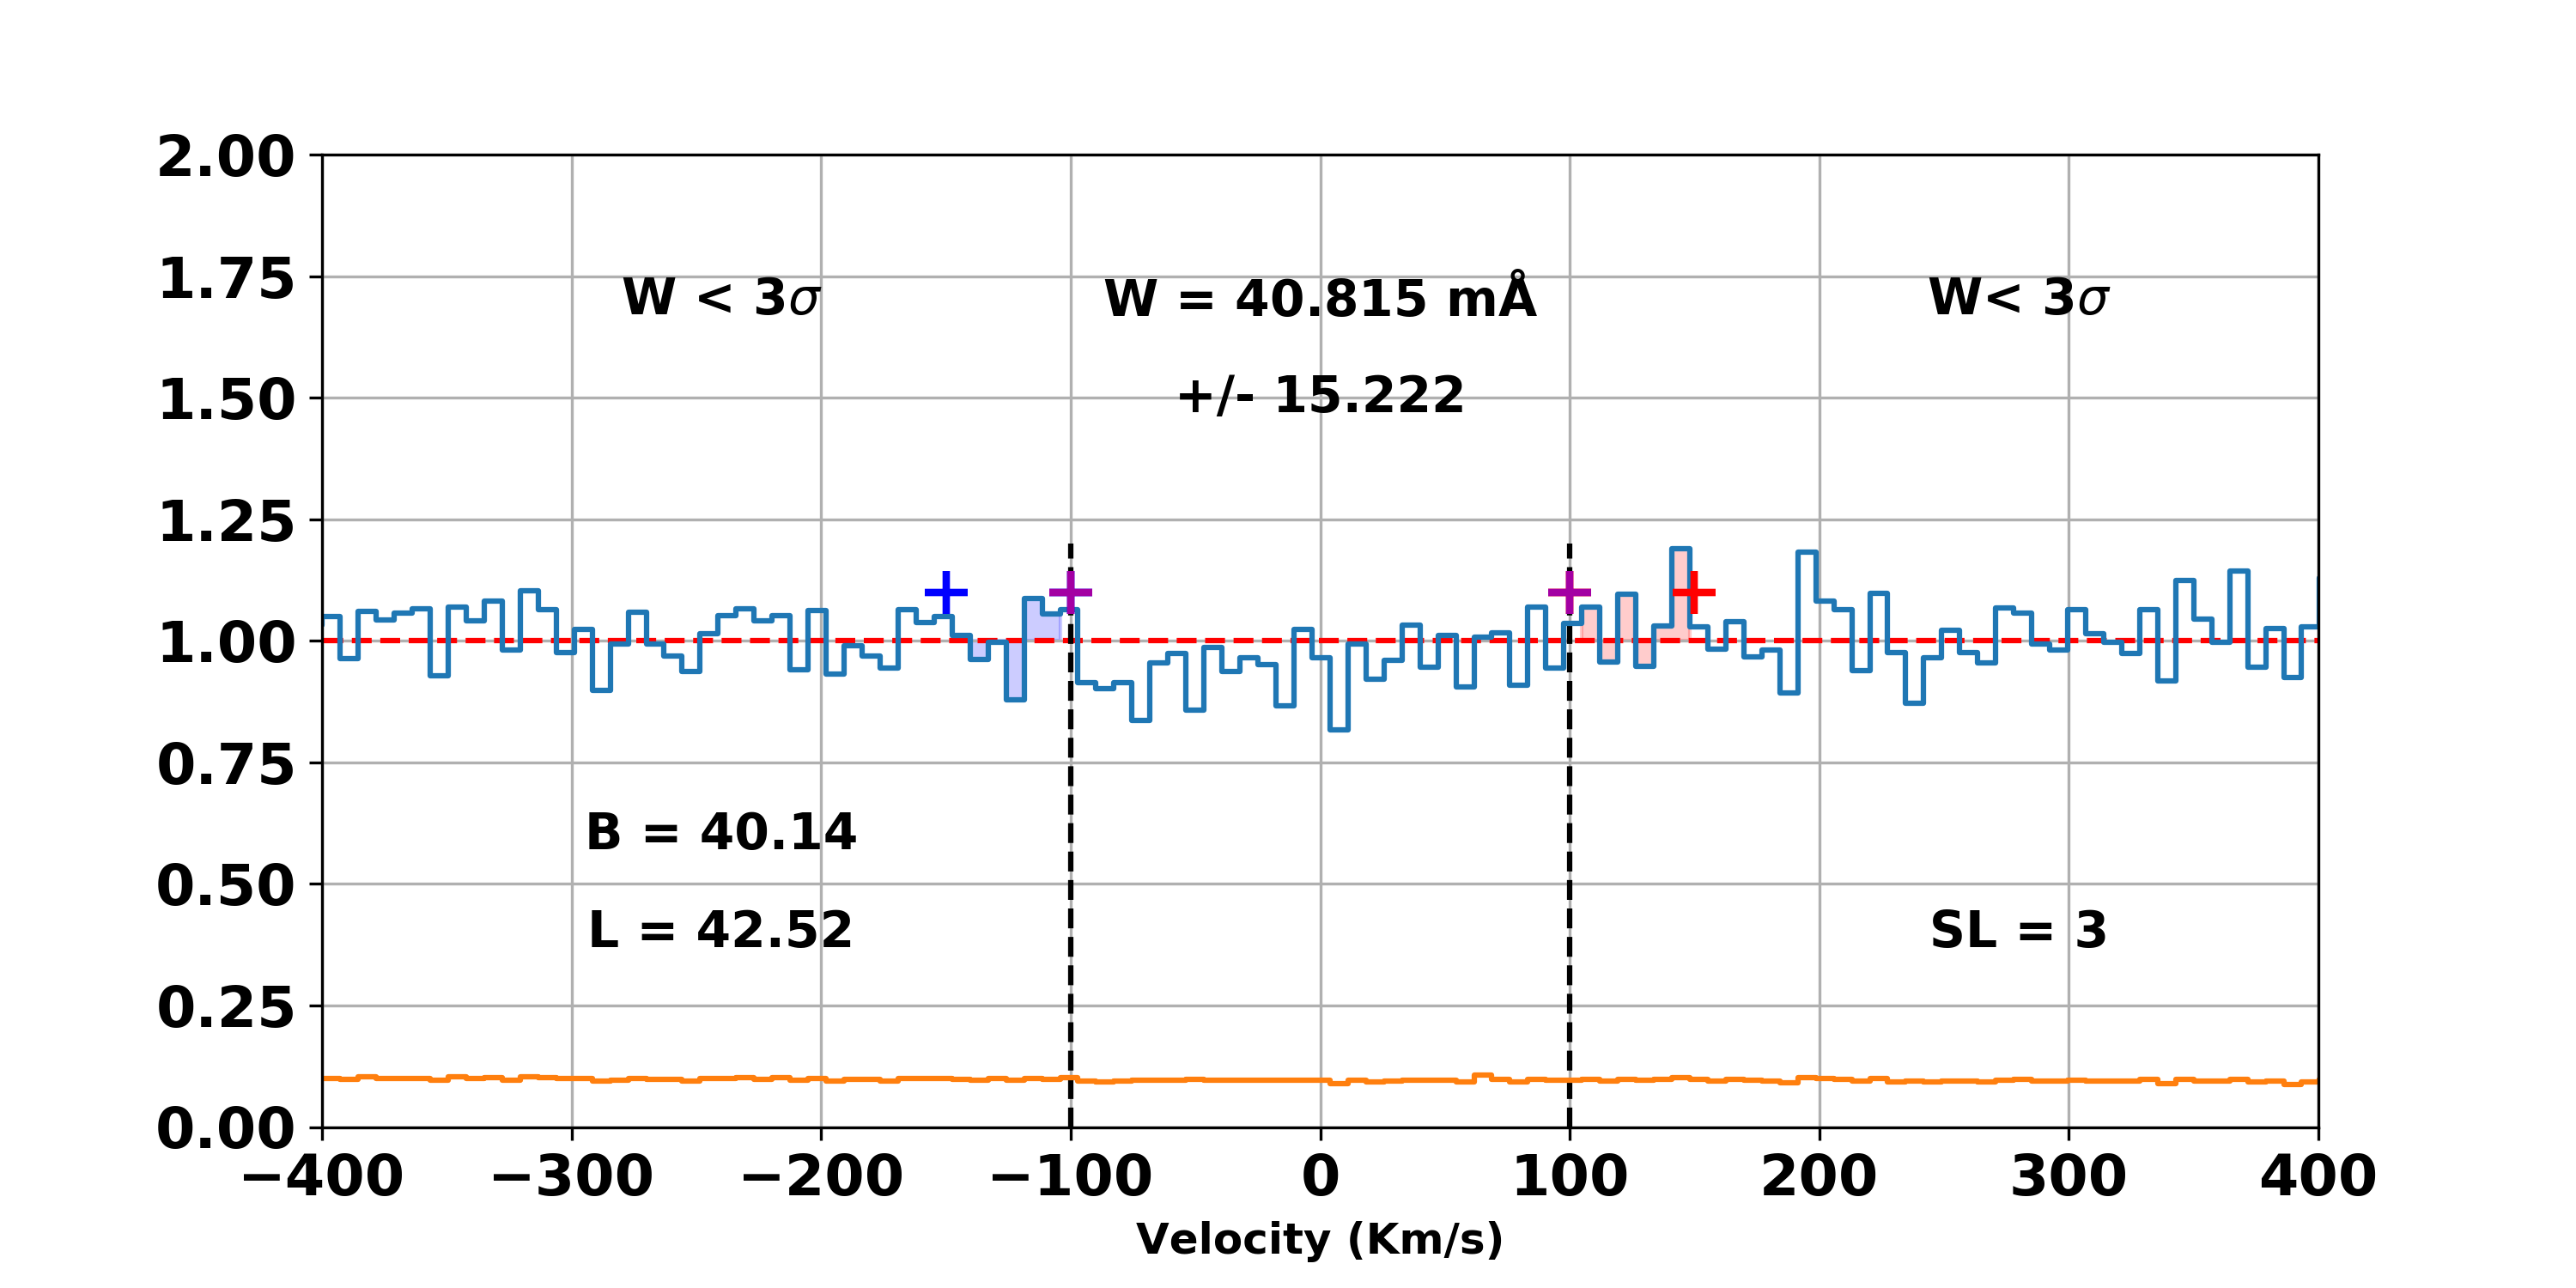 2.00
1.75
W < 3σ
W = 40.815 mÅ
W< 3σ
1.50
+/- 15.222
1.25
1.00
0.75
B = 40.14
0.50
L = 42.52
SL = 3
0.25
0.00
−400 −300 −200 −100 0 100 200 300 400
Velocity (Km/s)